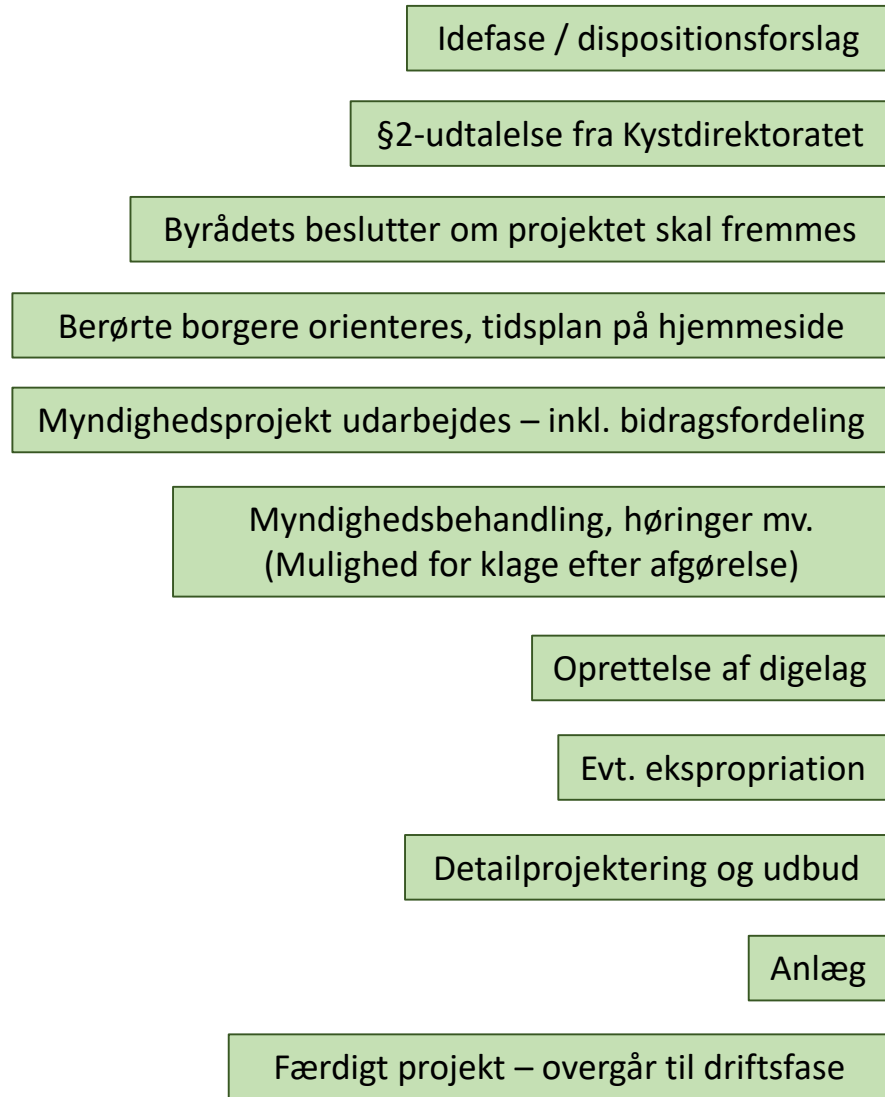 Idefase / dispositionsforslag
§2-udtalelse fra Kystdirektoratet
Byrådets beslutter om projektet skal fremmes
Berørte borgere orienteres, tidsplan på hjemmeside
Myndighedsprojekt udarbejdes – inkl. bidragsfordeling
Myndighedsbehandling, høringer mv.
(Mulighed for klage efter afgørelse)
Oprettelse af digelag
Evt. ekspropriation
Detailprojektering og udbud
Anlæg
Færdigt projekt – overgår til driftsfase